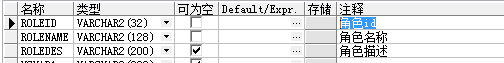 名称 类型 可为空 Default/Expr. 存储 注释
ROLEID VARCHAR2(32) ... 角色id
ROLENAME VARCHAR2(128) ... 角色名称
ROLEDES VARCHAR2(200) ... 角色描述